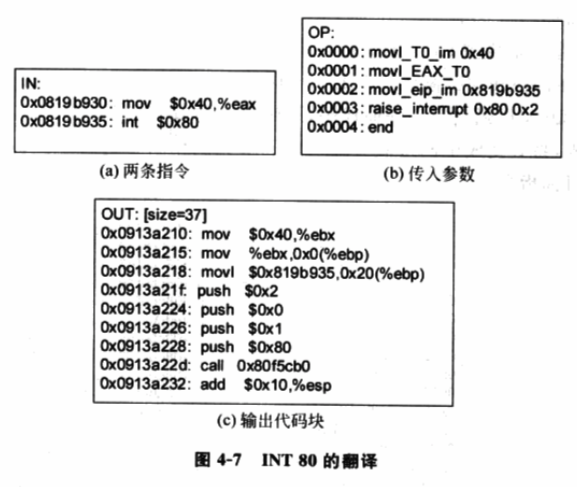 IN:
0x0819b930: mov $0x40,%eax
0x0819b935: int $0x80
(a) 两条指令
OP:
0x0000: movl_T0_im 0x40
0x0001: movl_EAX_T0
0x0002: movl_eip_im 0x819b935
0x0003: raise_interrupt 0x80 0x2
0x0004: end
(b) 传入参数
OUT: [size=37]
0x0913a210: mov $0x40,%ebx
0x0913a215: mov %ebx,0x0(%ebp)
0x0913a218: movl $0x819b935,0x20(%ebp)
0x0913a21f: push $0x2
0x0913a224: push $0x0
0x0913a226: push $0x1
0x0913a228: push $0x80
0x0913a22d: call 0x80f5cb0
0x0913a232: add $0x10,%esp
(c) 输出代码块
图 4-7 INT 80 的翻译